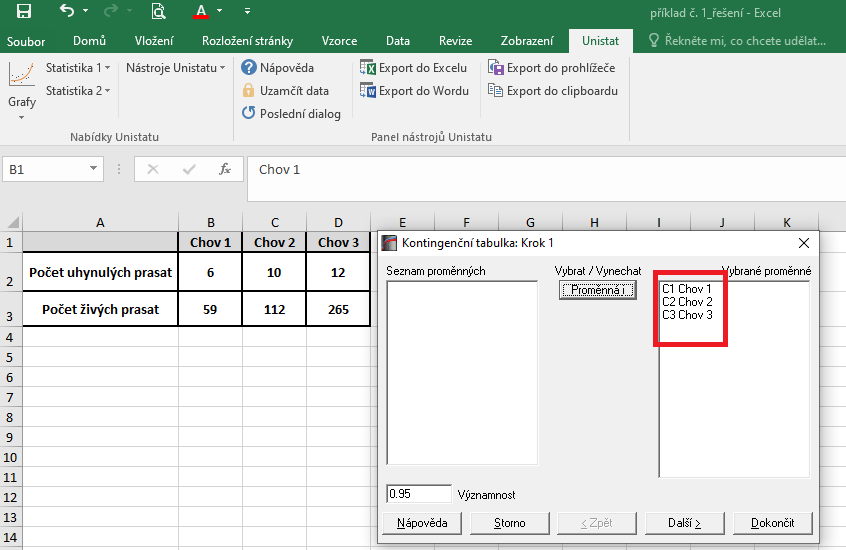 příklad č. 1_řešení - Excel
Soubor Domů Vložení Rozložení stránky Vzorce Data Revize Zobrazení Unistat Řekněte mi, co chcete udělat...
Grafy
Statistika 1
Statistika 2
Nástroje Unistatu
Nabídky Unistatu
Nápověda
Uzamčít data
Poslední dialog
Export do Excelu
Export do Wordu
Export do prohlížeče
Export do clipboardu
Panel nástrojů Unistatu
B1 fx Chov 1
A B C D E F G H I J K
1 Chov 1 Chov 2 Chov 3
2 Počet uhynulých prasat 6 10 12
3 Počet živých prasat 59 112 265
4
5
6
7
8
9
10
11
12
13
14
Kontingenční tabulka: Krok 1
Seznam proměnných Vybrat / Vynechat Vybrané proměnné
Proměnná i
C1 Chov 1
C2 Chov 2
C3 Chov 3
0.95 Významnost
Nápověda Storno < Zpět Další > Dokončit